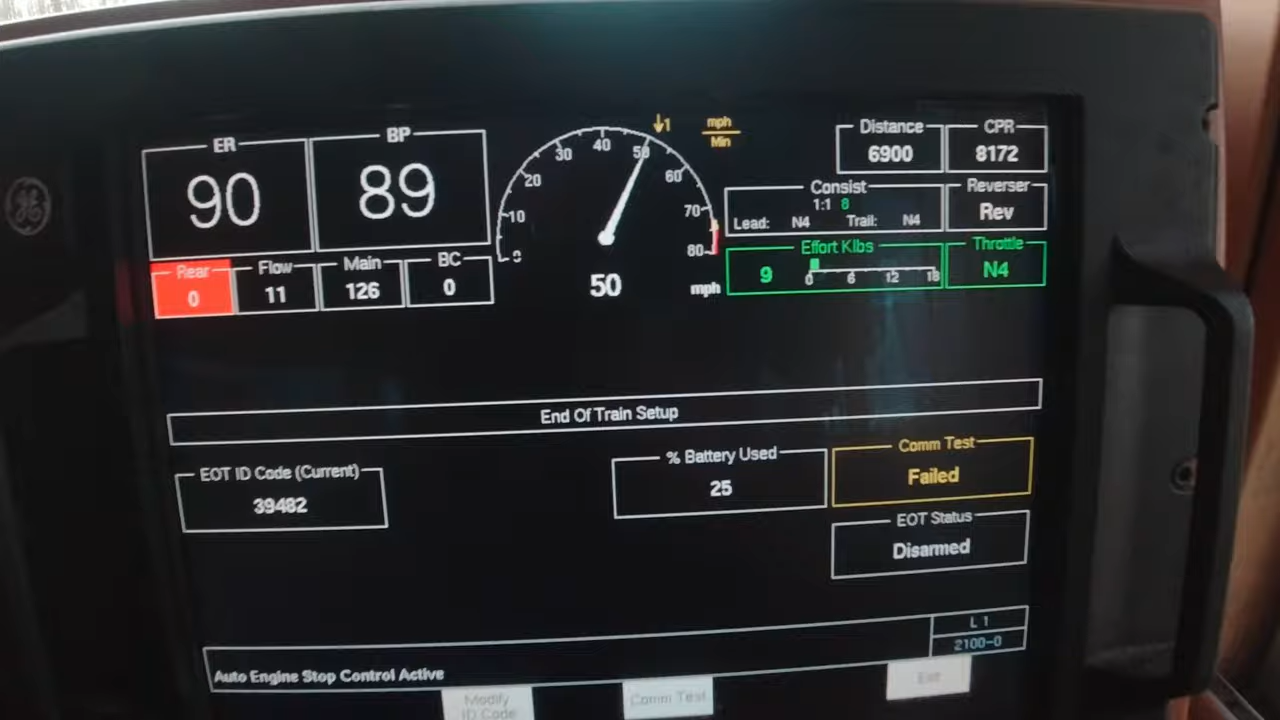 ER
90
BP
89
Rear
0
Flow
11
Main
126
BC
0
0
10
20
30
40
50
60
70
80
50
mph
↓1
mph
Min
Distance
6900
CPR
8172
Consist
1:1 8
Lead: N4 Trail: N4
Reverser
Rev
Effort Klbs
9
0 6 12 18
Throttle
N4
End Of Train Setup
EOT ID Code (Current)
39482
% Battery Used
25
Comm Test
Failed
EOT Status
Disarmed
L 1
2100-0
Auto Engine Stop Control Active
Modify
ID Code
Comm Test
Exit